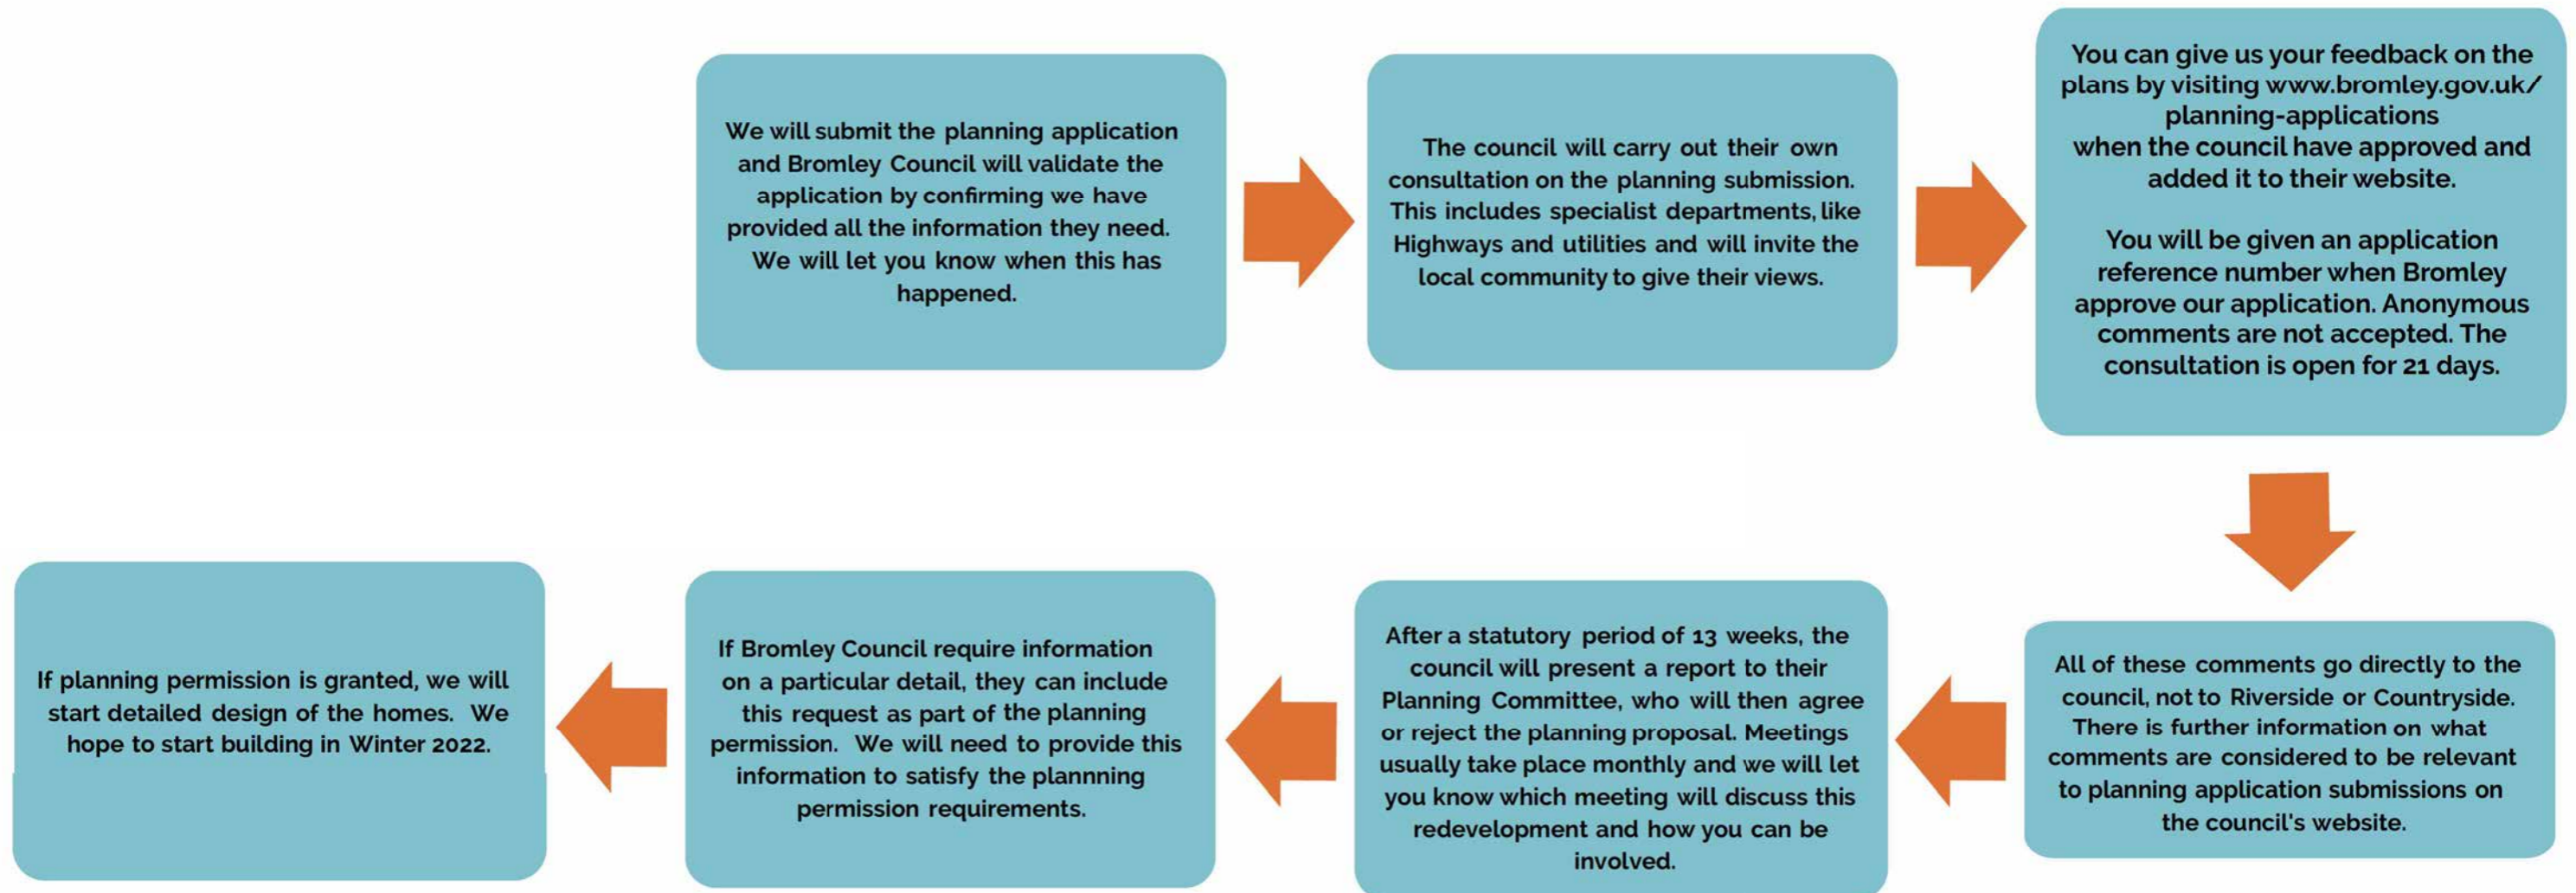 We will submit the planning application
and Bromley Council will validate the
application by confirming we have
provided all the information they need.
We will let you know when this has
happened.
The council will carry out their own
consultation on the planning submission.
This includes specialist departments, like
Highways and utilities and will invite the
local community to give their views.
You can give us your feedback on the
plans by visiting www.bromley.gov.uk/
planning-applications
when the council have approved and
added it to their website.
You will be given an application
reference number when Bromley
approve our application. Anonymous
comments are not accepted. The
consultation is open for 21 days.
All of these comments go directly to the
council, not to Riverside or Countryside.
There is further information on what
comments are considered to be relevant
to planning application submissions on
the council's website.
After a statutory period of 13 weeks, the
council will present a report to their
Planning Committee, who will then agree
or reject the planning proposal. Meetings
usually take place monthly and we will let
you know which meeting will discuss this
redevelopment and how you can be
involved.
If Bromley Council require information
on a particular detail, they can include
this request as part of the planning
permission. We will need to provide this
information to satisfy the plannning
permission requirements.
If planning permission is granted, we will
start detailed design of the homes. We
hope to start building in Winter 2022.